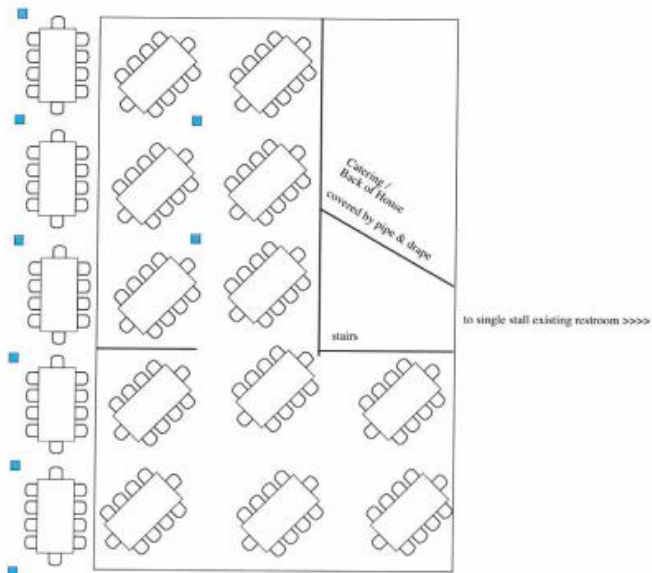 Catering /
Back of House
covered by pipe & drape
to single stall existing restroom >>>>
stairs